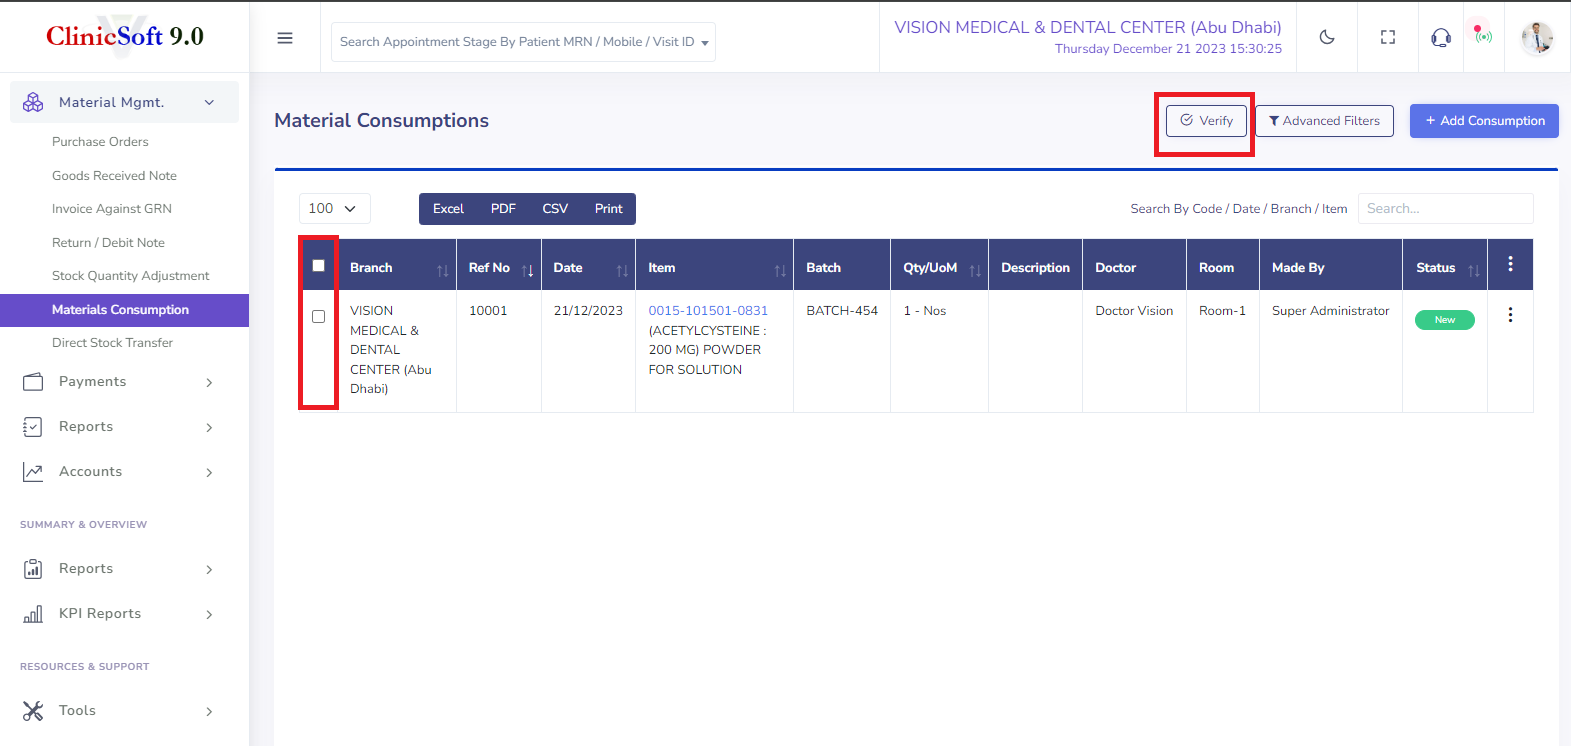 ClinicSoft 9.0
Search Appointment Stage By Patient MRN / Mobile / Visit ID
VISION MEDICAL & DENTAL CENTER (Abu Dhabi)
Thursday December 21 2023 15:30:25
Material Mgmt.
Purchase Orders
Goods Received Note
Invoice Against GRN
Return / Debit Note
Stock Quantity Adjustment
Materials Consumption
Direct Stock Transfer
Payments
Reports
Accounts
SUMMARY & OVERVIEW
Reports
KPI Reports
RESOURCES & SUPPORT
Tools
Material Consumptions
Verify
Advanced Filters
+ Add Consumption
100
Excel PDF CSV Print
Search By Code / Date / Branch / Item
Search...
Branch Ref No Date Item Batch Qty/UoM Description Doctor Room Made By Status
VISION 10001 21/12/2023 0015-101501-0831 BATCH-454 1 - Nos Doctor Vision Room-1 Super Administrator New
MEDICAL & (ACETYLCYSTEINE :
DENTAL 200 MG) POWDER
CENTER (Abu FOR SOLUTION
Dhabi)